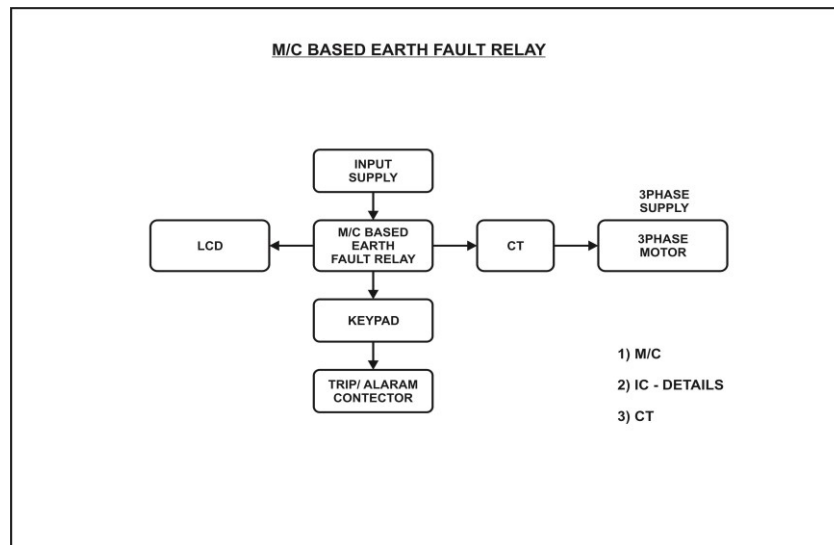 M/C BASED EARTH FAULT RELAY
INPUT
SUPPLY
3PHASE
SUPPLY
LCD
M/C BASED
EARTH
FAULT RELAY
CT
3PHASE
MOTOR
KEYPAD
TRIP/ ALARAM
CONTECTOR
1) M/C
2) IC - DETAILS
3) CT